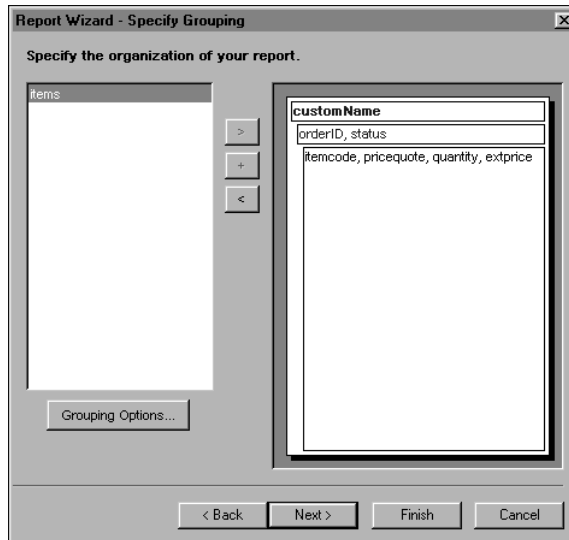 Report Wizard - Specify Grouping
Specify the organization of your report.
items
>
+
<
customName
orderID, status
itemcode, pricequote, quantity, extprice
Grouping Options...
< Back
Next >
Finish
Cancel